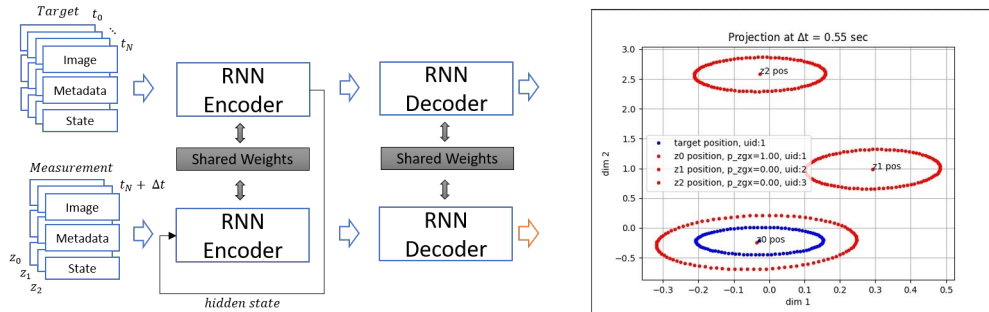 Target
t0
...
tN
Image
Metadata
State
RNN
Encoder
RNN
Decoder
Shared Weights
Shared Weights
Measurement
tN + Δt
Image
Metadata
State
z0
z1
z2
RNN
Encoder
RNN
Decoder
hidden state
Projection at Δt = 0.55 sec
3.0
2.5
2.0
1.5
1.0
0.5
0.0
−0.5
dim 2
z2 pos
z1 pos
z0 pos
target position, uid:1
z0 position, p_zgx=1.00, uid:1
z1 position, p_zgx=0.00, uid:2
z2 position, p_zgx=0.00, uid:3
−0.3 −0.2 −0.1 0.0 0.1 0.2 0.3 0.4 0.5
dim 1